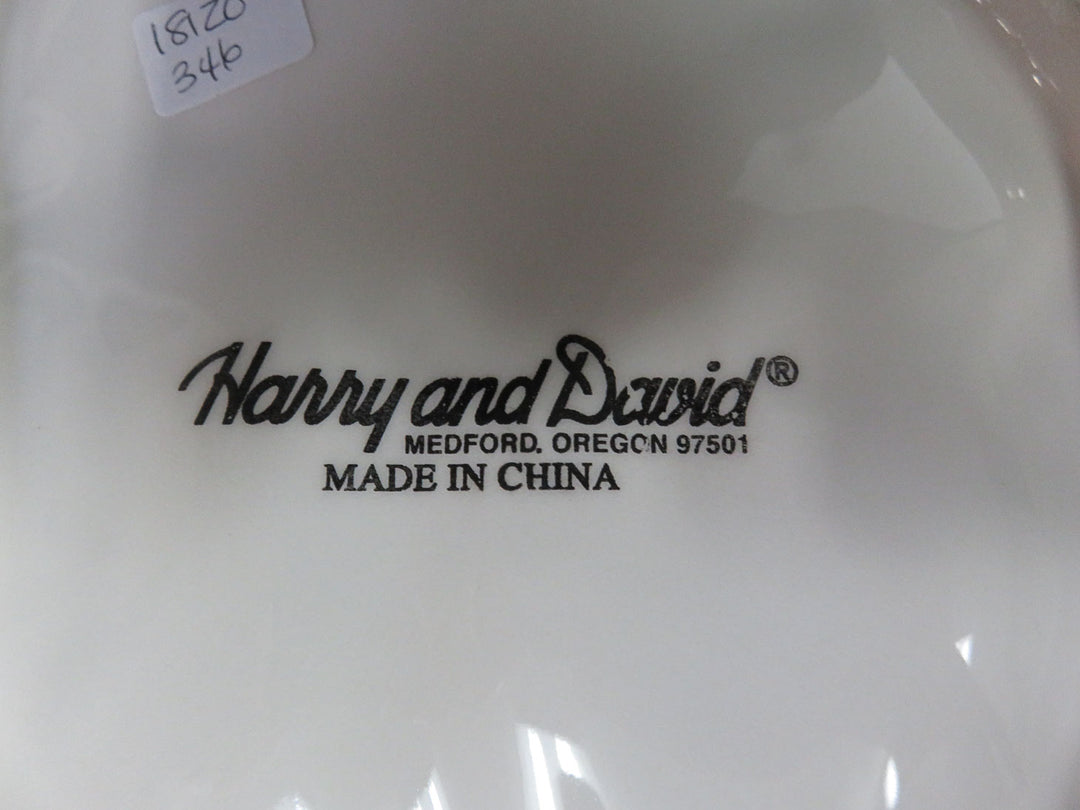 18120
346
Harry and David®
MEDFORD. OREGON 97501
MADE IN CHINA